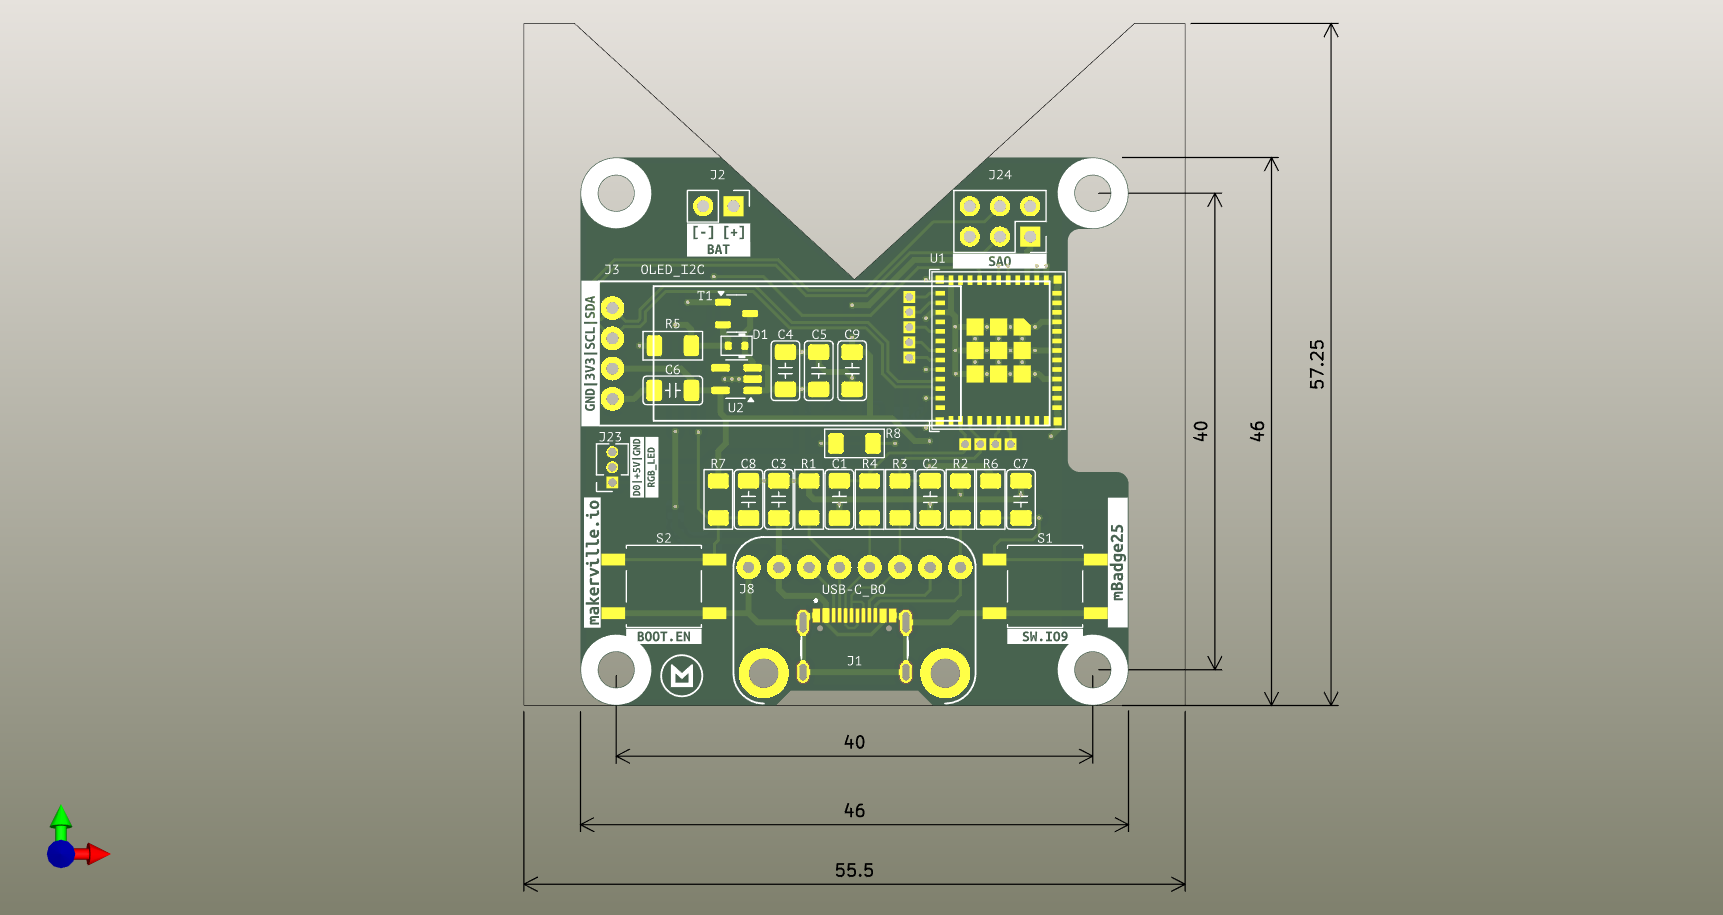 J2
J24
[-] [+]
BAT
SAO
U1
J3
OLED_I2C
T1
GND|3V3|SCL|SDA
R5
D1
C4
C5
C9
C6
U2
R8
J23
D0|+5V|GND
RGB_LED
R7
C8
C3
R1
C1
R4
R3
C2
R2
R6
C7
makerville.io
S2
S1
mBadge25
J8
USB-C_BO
BOOT.EN
SW.IO9
J1
40
46
57.25
40
46
55.5